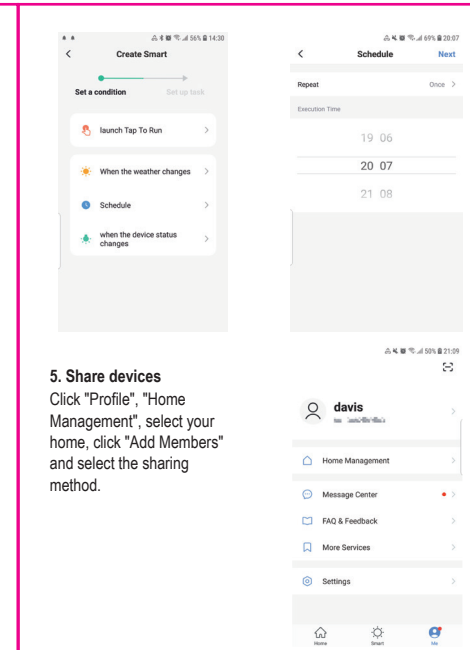 56% 14:30
Create Smart
Set a condition Set up task
launch Tap To Run
When the weather changes
Schedule
when the device status
changes
69% 20:07
Schedule Next
Repeat Once
Execution Time
19 06
20 07
21 08
5. Share devices
Click "Profile", "Home
Management", select your
home, click "Add Members"
and select the sharing
method.
50% 21:09
davis
Home Management
Message Center
FAQ & Feedback
More Services
Settings
Home Smart Me